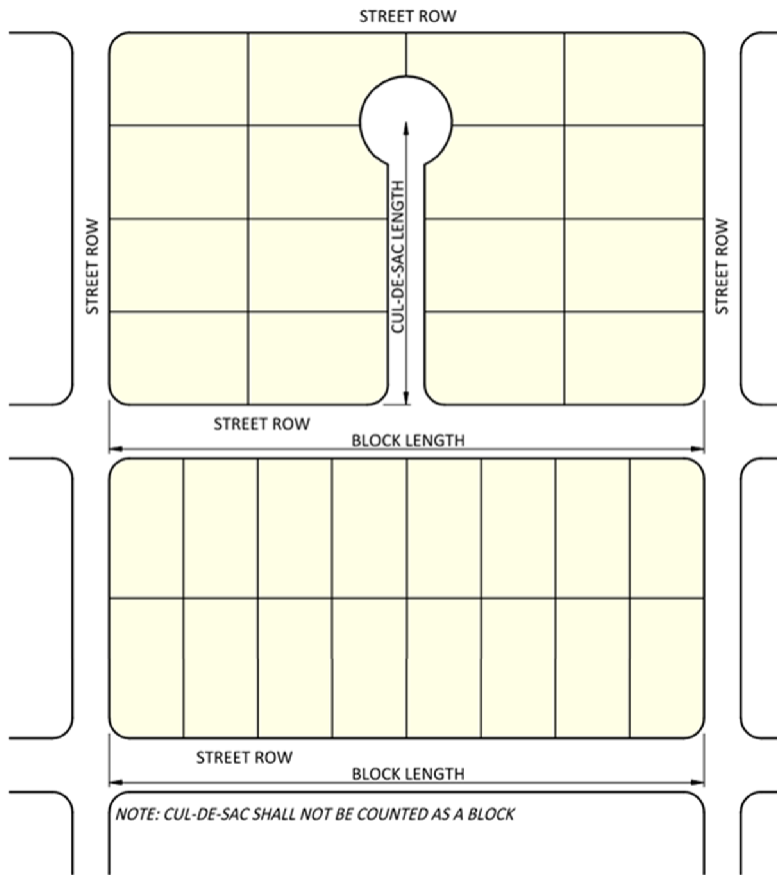 STREET ROW
STREET ROW
CUL-DE-SAC LENGTH
STREET ROW
STREET ROW
BLOCK LENGTH
STREET ROW
BLOCK LENGTH
NOTE: CUL-DE-SAC SHALL NOT BE COUNTED AS A BLOCK